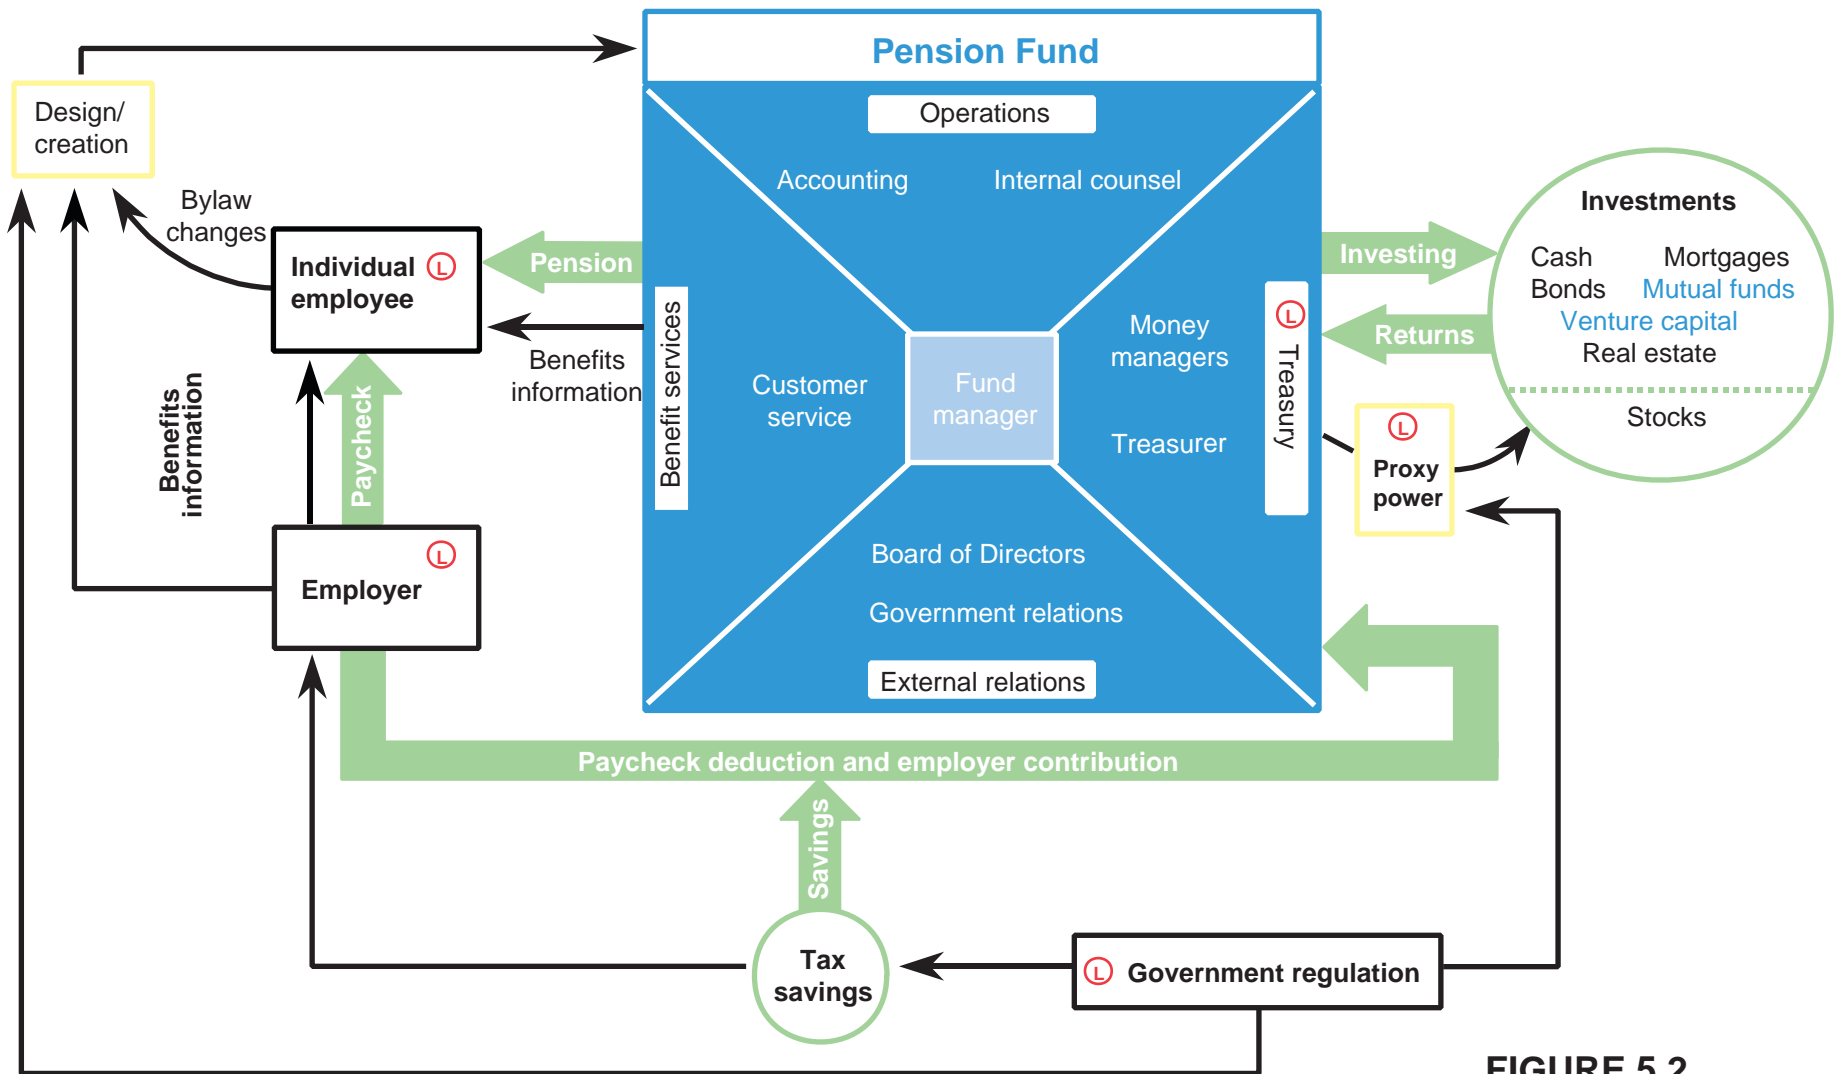 Pension Fund
Operations
Accounting
Internal counsel
Design/
creation
Bylaw
changes
Individual L
employee
Pension
Benefits
information
Benefit services
Customer
service
Fund
manager
Money
managers
Treasurer
L Treasury
Investing
Returns
Investments
Cash
Mortgages
Bonds
Mutual funds
Venture capital
Real estate
Stocks
L
Proxy
power
Benefits
information
Paycheck
L
Employer
Board of Directors
Government relations
External relations
Paycheck deduction and employer contribution
Savings
Tax
savings
L Government regulation
FIGURE 5.2